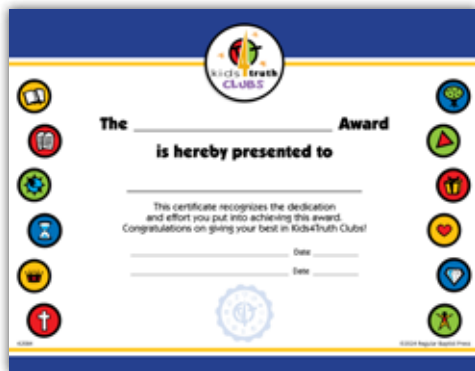 kids 4 truth
CLUBS
The Award
is hereby presented to
This certificate recognizes the dedication
and effort you put into achieving this award.
Congratulations on giving your best in Kids4Truth Clubs!
Date
Date
©2024 Regular Baptist Press